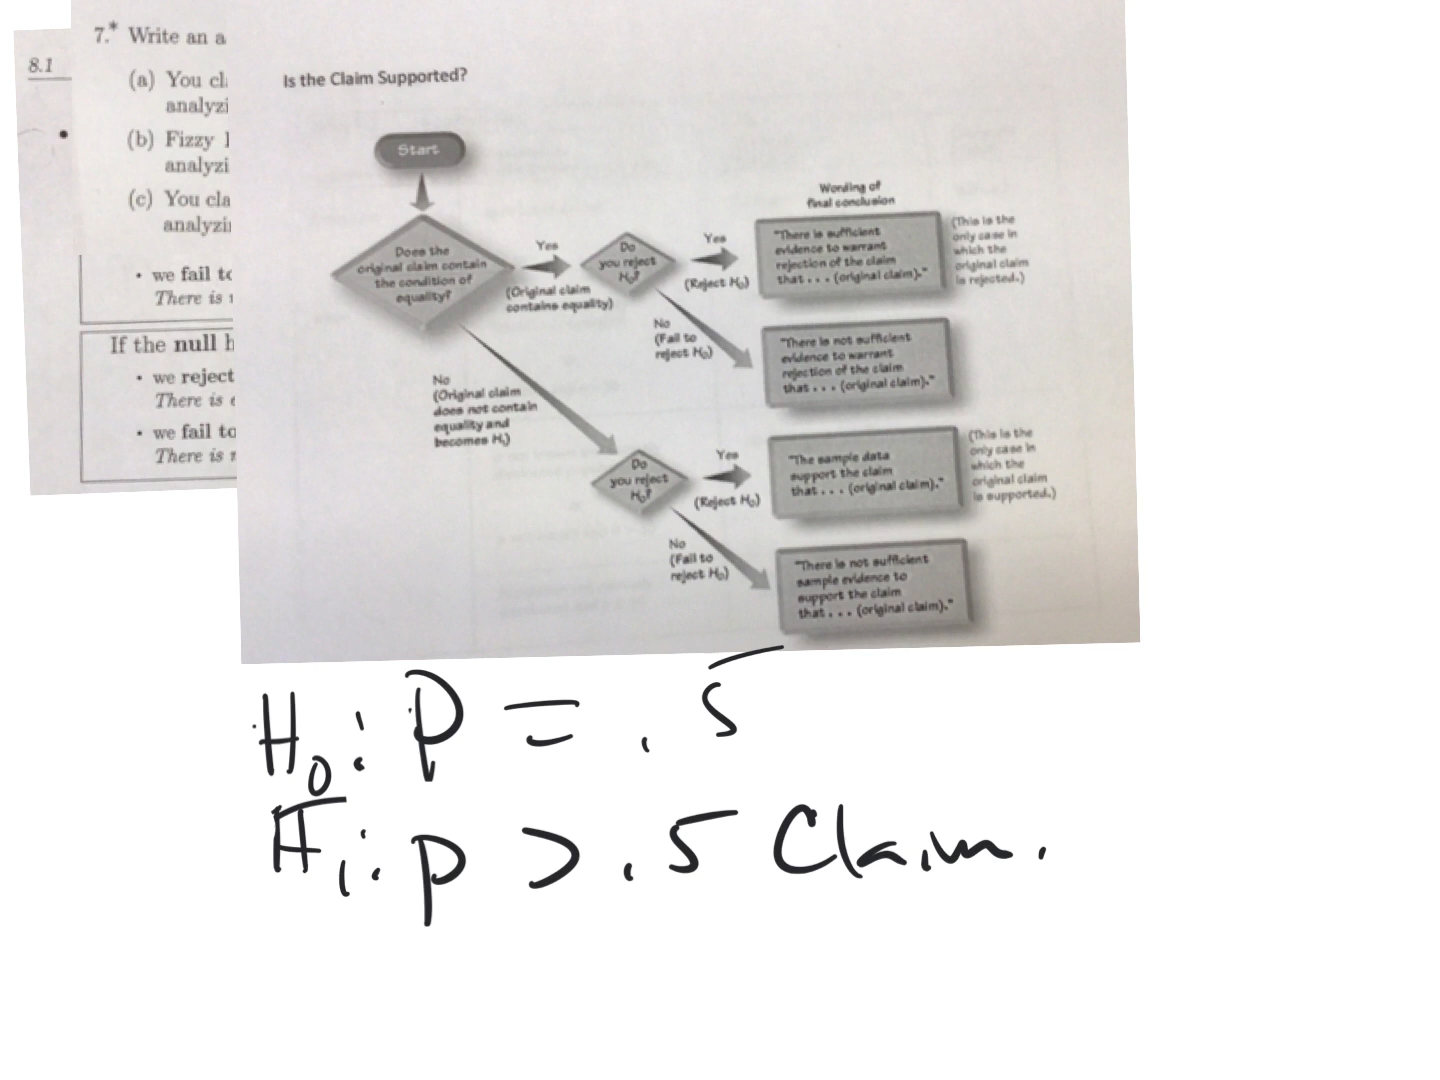 8.1
7.* Write an a
(a) You cl
analyzi
(b) Fizzy
analyzi
(c) You cla
analyzi
• we fail to
There is
If the null h
• we reject
There is
• we fail to
There is
Is the Claim Supported?
Start
Does the
original claim contain
the condition of
equality?
Yes
(Original claim
contains equality)
Do
you reject
H₀?
Yes
(Reject H₀)
Wording of
final conclusion
"There is sufficient
evidence to warrant
rejection of the claim
that . . . (original claim)."
(This is the
only case in
which the
original claim
is rejected.)
No
(Fail to
reject H₀)
"There is not sufficient
evidence to warrant
rejection of the claim
that . . . (original claim)."
No
(Original claim
does not contain
equality and
becomes H₁)
Do
you reject
H₀?
Yes
(Reject H₀)
"The sample data
support the claim
that . . . (original claim)."
(This is the
only case in
which the
original claim
is supported.)
No
(Fail to
reject H₀)
"There is not sufficient
sample evidence to
support the claim
that . . . (original claim)."
H₀: P = .5
H₁: p > .5 Claim.